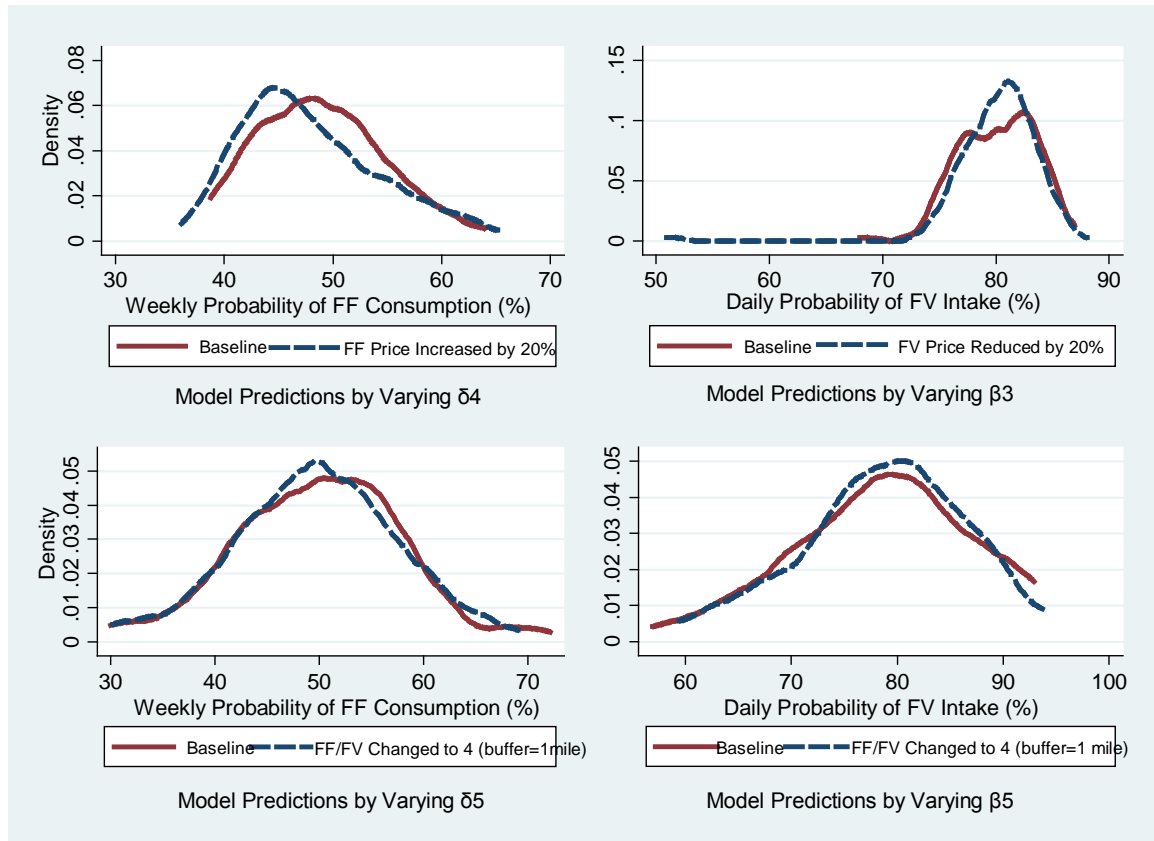 Density
.08
.06
.04
.02
0
30 40 50 60 70
Weekly Probability of FF Consumption (%)
Baseline FF Price Increased by 20%
Model Predictions by Varying δ4
.15
.1
.05
0
50 60 70 80 90
Daily Probability of FV Intake (%)
Baseline FV Price Reduced by 20%
Model Predictions by Varying β3
Density
.05
.04
.03
.02
.01
0
30 40 50 60 70
Weekly Probability of FF Consumption (%)
Baseline FF/FV Changed to 4 (buffer=1mile)
Model Predictions by Varying δ5
.05
.04
.03
.02
.01
0
60 70 80 90 100
Daily Probability of FV Intake (%)
Baseline FF/FV Changed to 4 (buffer=1 mile)
Model Predictions by Varying β5